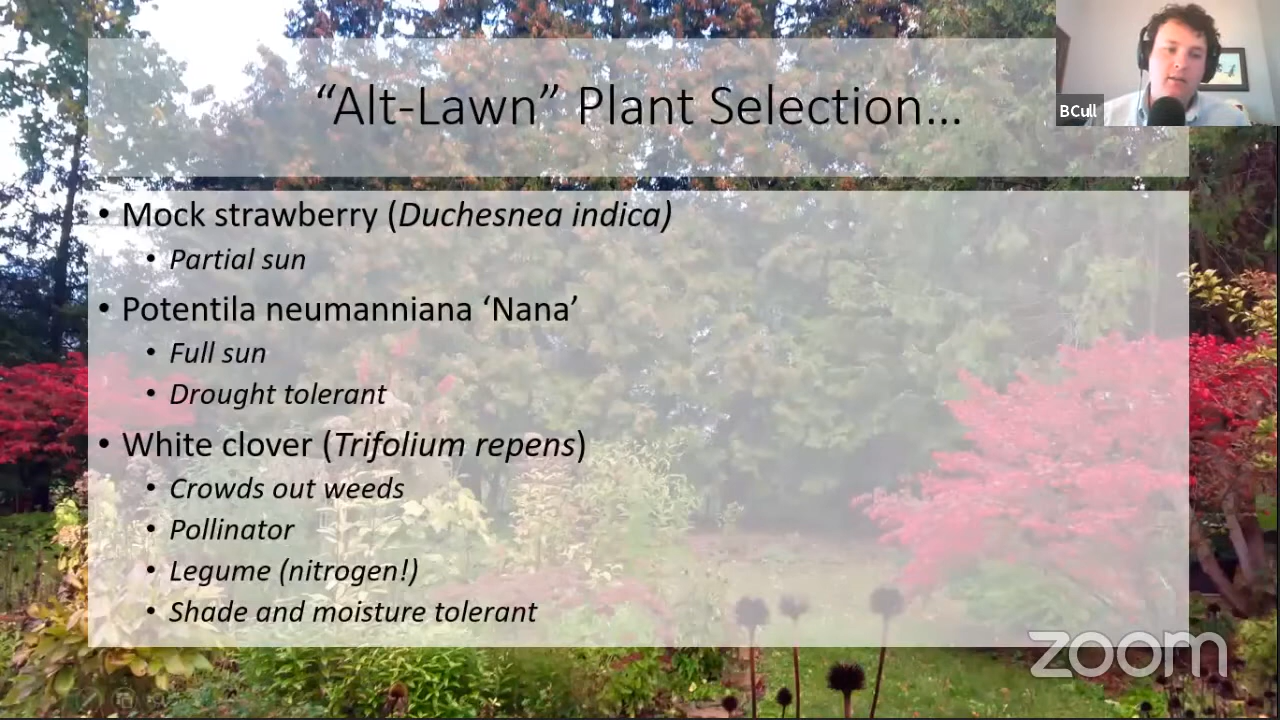 “Alt-Lawn” Plant Selection...
BCull
• Mock strawberry (Duchesnea indica)
• Partial sun
• Potentila neumanniana ‘Nana’
• Full sun
• Drought tolerant
• White clover (Trifolium repens)
• Crowds out weeds
• Pollinator
• Legume (nitrogen!)
• Shade and moisture tolerant
zoom